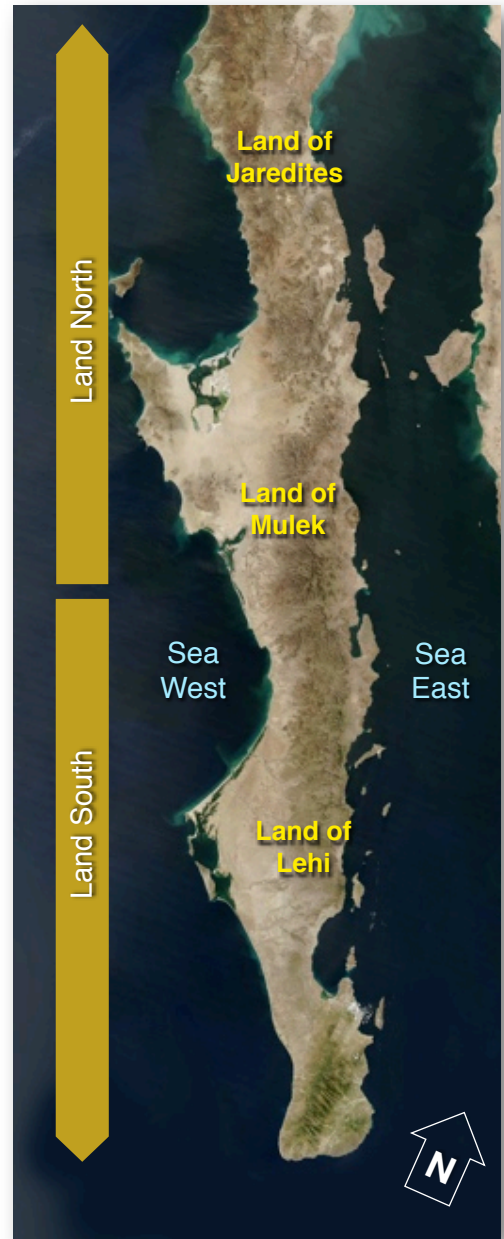 Land of
Jaredites
Land North
Land of
Mulek
Sea
West
Sea
East
Land South
Land of
Lehi
N